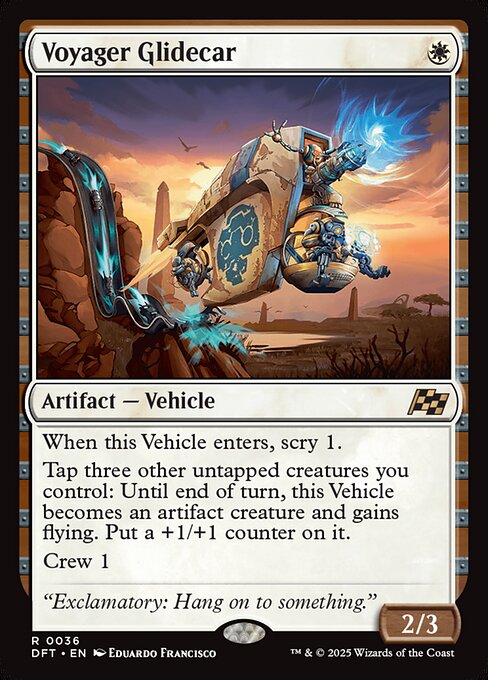 Voyager Glidecar
Artifact — Vehicle
When this Vehicle enters, scry 1.
Tap three other untapped creatures you
control: Until end of turn, this Vehicle
becomes an artifact creature and gains
flying. Put a +1/+1 counter on it.
Crew 1
“Exclamatory: Hang on to something.”
2/3
R 0036
DFT • EN Eduardo Francisco
™ & © 2025 Wizards of the Coast